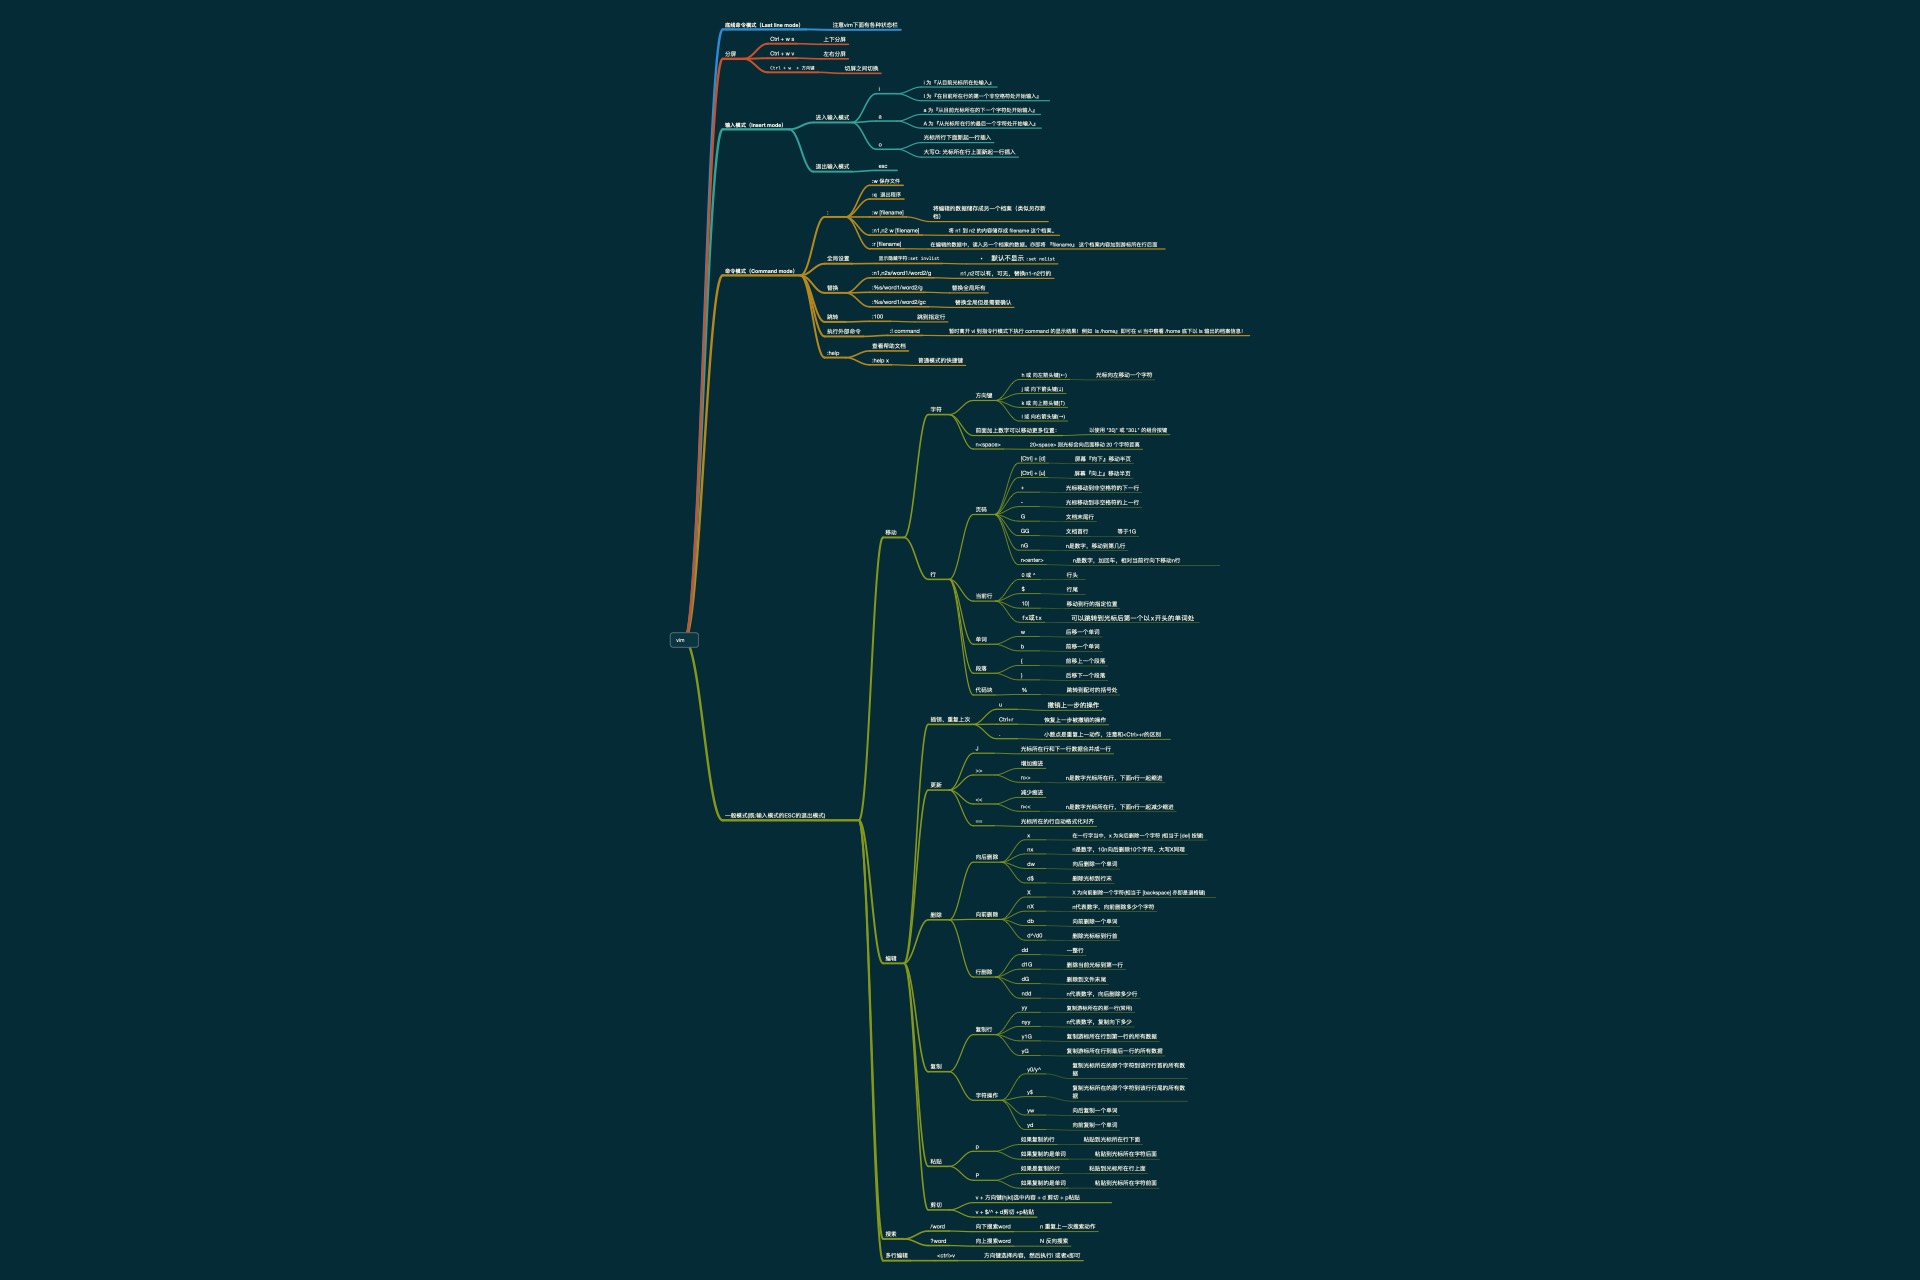 底线命令模式（Last line mode） 注意vim下面有各种状态栏
分屏
Ctrl + w s 上下分屏
Ctrl + w v 左右分屏
Ctrl + w + 方向键 切屏之间切换
输入模式（Insert mode）
进入输入模式
i
i 为『从目前光标所在处输入』
I 为『在目前所在行的第一个非空格符处开始输入』
a
a 为『从目前光标所在的下一个字符处开始输入』
A 为『从光标所在行的最后一个字符处开始输入』
o
光标所行下面新起一行插入
大写O: 光标所在行上面新起一行插入
退出输入模式 esc
命令模式（Command mode）
:
:w 保存文件
:q 退出程序
:w [filename] 将编辑的数据储存成另一个档案（类似另存新
档）
:n1,n2 w [filename] 将 n1 到 n2 的内容储存成 filename 这个档案。
:r [filename] 在编辑的数据中，读入另一个档案的数据。亦即将 『filename』 这个档案内容加到游标所在行后面
全局设置 显示隐藏字符:set invlist • 默认不显示 :set nolist
替换
:n1,n2s/word1/word2/g n1,n2可以有，可无，替换n1-n2行的
:%s/word1/word2/g 替换全局所有
:%s/word1/word2/gc 替换全局但是需要确认
跳转 :100 跳到指定行
执行外部命令 :! command 暂时离开 vi 到指令行模式下执行 command 的显示结果！例如 ls /home』即可在 vi 当中察看 /home 底下以 ls 输出的档案信息！
:help
查看帮助文档
:help x 普通模式的快捷键
vim
一般模式(既:输入模式的ESC的退出模式)
移动
字符
方向键
h 或 向左箭头键(←) 光标向左移动一个字符
j 或 向下箭头键(↓)
k 或 向上箭头键(↑)
l 或 向右箭头键(→)
前面加上数字可以移动更多位置: 以使用 "30j" 或 "30↓" 的组合按键
n<space> 20<space> 则光标会向后面移动 20 个字符距离
行
页码
[Ctrl] + [d] 屏幕『向下』移动半页
[Ctrl] + [u] 屏幕『向上』移动半页
+ 光标移动到非空格符的下一行
- 光标移动到非空格符的上一行
G 文档末尾行
GG 文档首行 等于1G
nG n是数字，移动到第几行
n<enter> n是数字，加回车，相对当前行向下移动n行
当前行
0 或 ^ 行头
$ 行尾
10| 移动到行的指定位置
fx或tx 可以跳转到光标后第一个以x开头的单词处
单词
w 后移一个单词
b 前移一个单词
段落
{ 前移上一个段落
} 后移下一个段落
代码块 % 跳转到配对的括号处
编辑
撤销、重复上次
u 撤销上一步的操作
Ctrl+r 恢复上一步被撤销的操作
. 小数点是重复上一动作，注意和<Ctrl>+r的区别
更新
J 光标所在行和下一行数据合并成一行
>>
增加缩进
n>> n是数字光标所在行，下面n行一起缩进
<<
减少缩进
n<< n是数字光标所在行，下面n行一起减少缩进
== 光标所在的行自动格式化对齐
删除
向后删除
x 在一行字当中，x 为向后删除一个字符 (相当于 [del] 按键)
nx n是数字，10n向后删除10个字符，大写X同理
dw 向后删除一个单词
d$ 删除光标到行末
向前删除
X X 为向前删除一个字符(相当于 [backspace] 亦即是退格键)
nX n代表数字，向前删除多少个字符
db 向前删除一个单词
d^/d0 删除光标标到行首
行删除
dd 一整行
d1G 删除当前光标到第一行
dG 删除到文件末尾
ndd n代表数字，向后删除多少行
复制
复制行
yy 复制游标所在的那一行(常用)
nyy n代表数字，复制向下多少
y1G 复制游标所在行到第一行的所有数据
yG 复制游标所在行到最后一行的所有数据
字符操作
y0/y^ 复制光标所在的那个字符到该行行首的所有数
据
y$ 复制光标所在的那个字符到该行行尾的所有数
据
yw 向后复制一个单词
yd 向前复制一个单词
粘贴
p
如果复制的行 粘贴到光标所在行下面
如果复制的是单词 粘贴到光标所在字符后面
P
如果是复制的行 粘贴到光标所在行上面
如果复制的是单词 粘贴到光标所在字符前面
剪切
v + 方向键(hjkl)选中内容 + d 剪切 + p粘贴
v + $/^ + d剪切 +p粘贴
搜索
/word 向下搜索word n 重复上一次搜索动作
?word 向上搜索word N 反向搜索
多行编辑 <ctrl>v 方向键选择内容，然后执行I 或者x即可